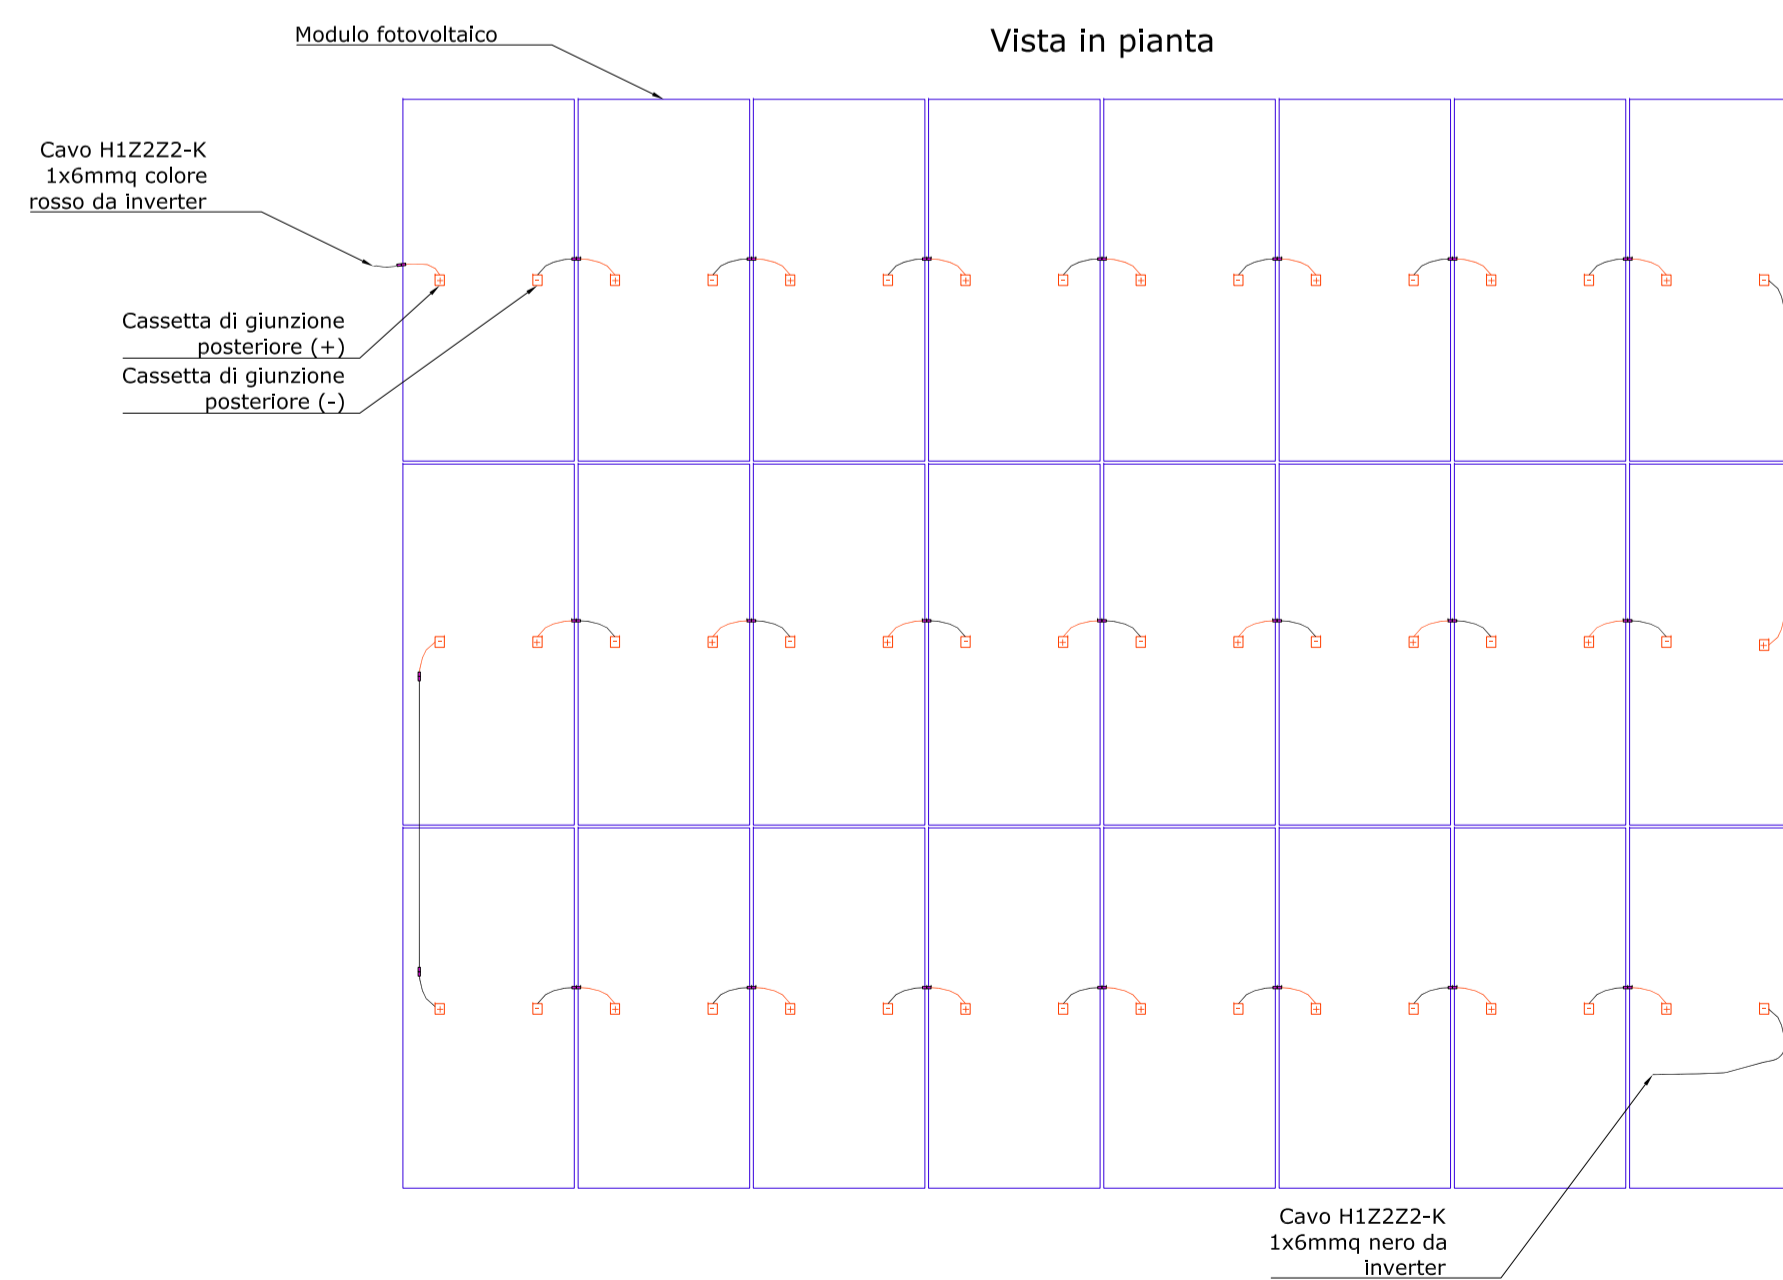 Modulo fotovoltaico
Vista in pianta
Cavo H1Z2Z2-K
1x6mmq colore
rosso da inverter
+ - + - + - + - + - + - + - + -
Cassetta di giunzione
posteriore (+)
Cassetta di giunzione
posteriore (-)
- + - + - + - + - + - + - + - +
+ - + - + - + - + - + - + - + -
Cavo H1Z2Z2-K
1x6mmq nero da
inverter